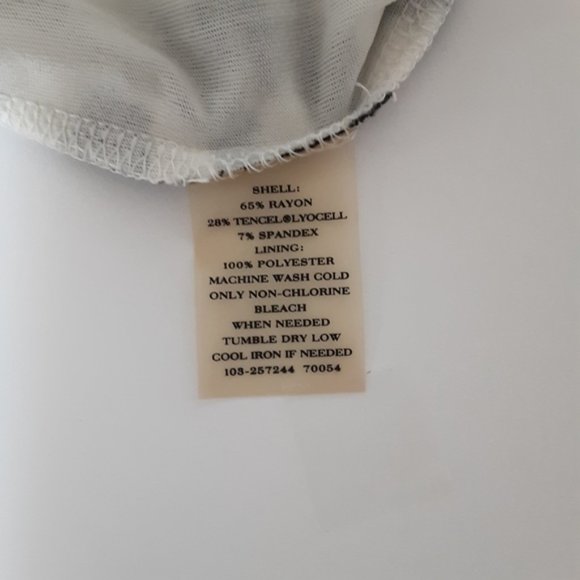 SHELL:
65% RAYON
28% TENCEL®LYOCELL
7% SPANDEX
LINING:
100% POLYESTER
MACHINE WASH COLD
ONLY NON-CHLORINE
BLEACH
WHEN NEEDED
TUMBLE DRY LOW
COOL IRON IF NEEDED
103-257244 70054